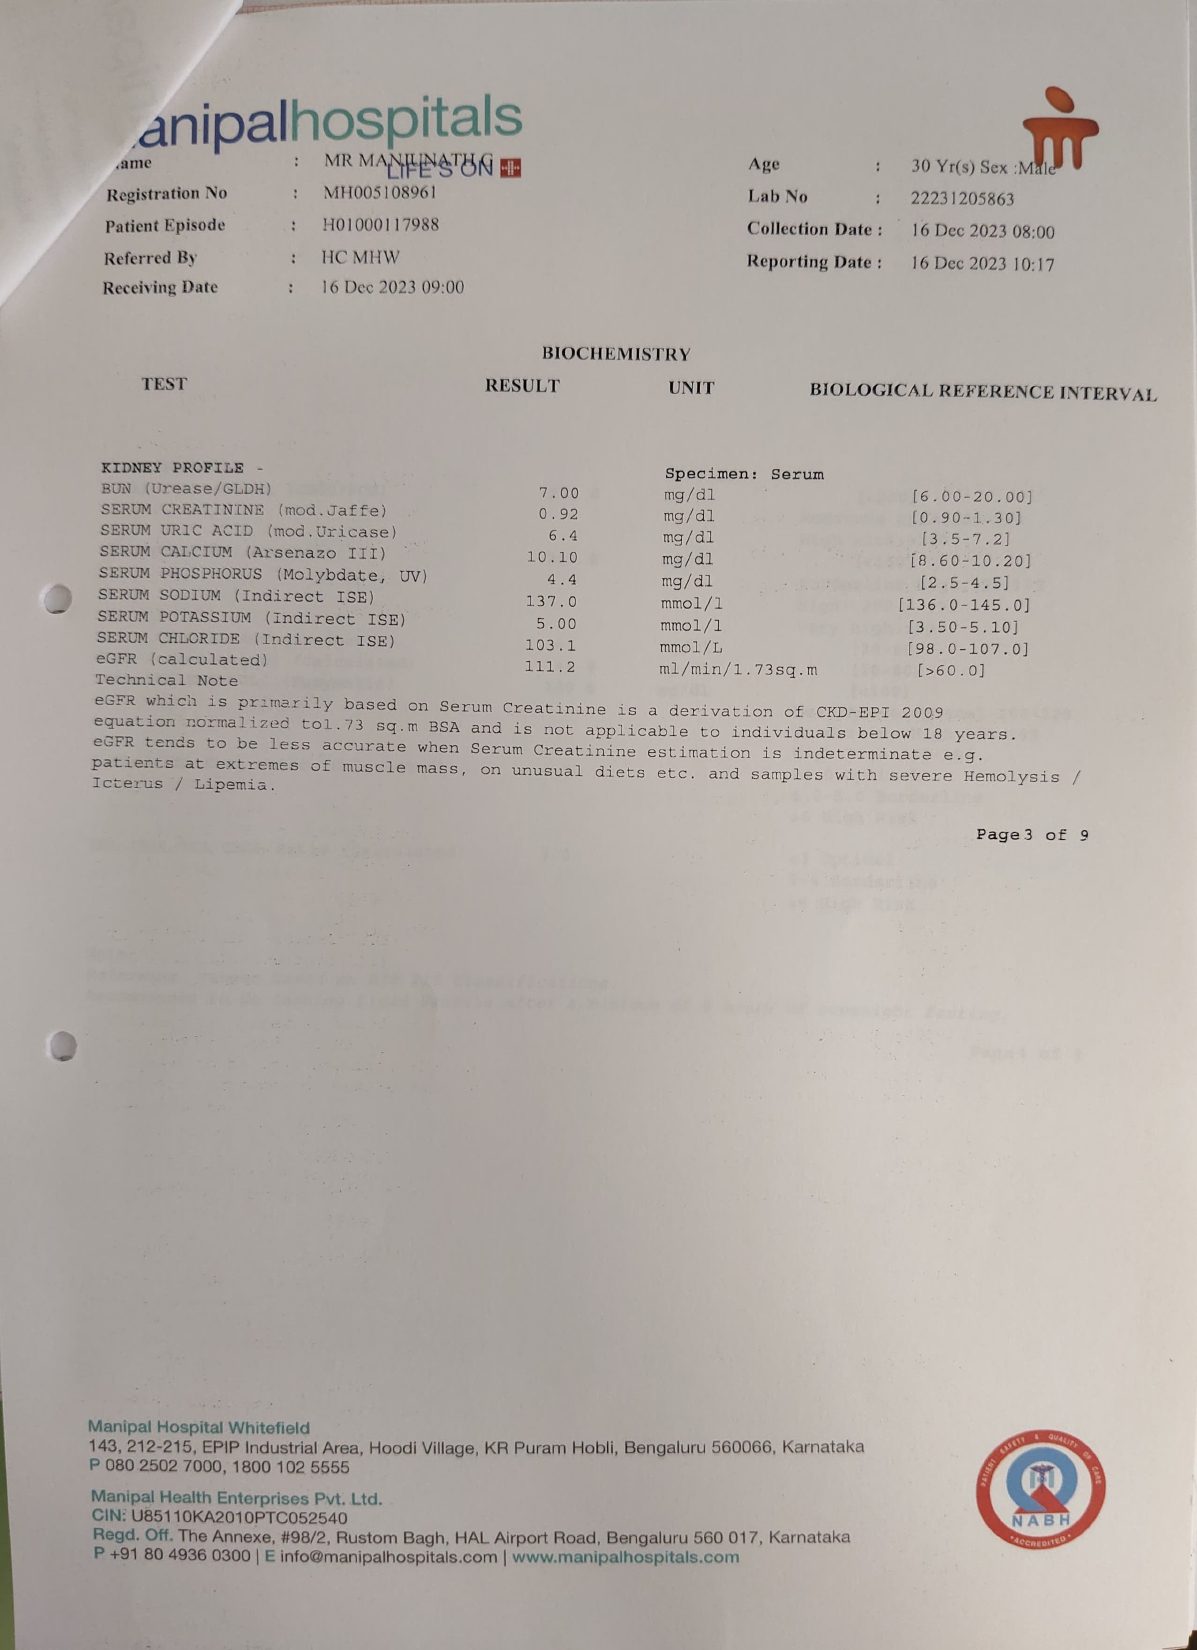 anipalhospitals
LIFE'S ON
ame : MR MANJUNATH G Age : 30 Yr(s) Sex :Male
Registration No : MH005108961 Lab No : 22231205863
Patient Episode : H01000117988 Collection Date : 16 Dec 2023 08:00
Referred By : HC MHW Reporting Date : 16 Dec 2023 10:17
Receiving Date : 16 Dec 2023 09:00
BIOCHEMISTRY
TEST RESULT UNIT BIOLOGICAL REFERENCE INTERVAL
KIDNEY PROFILE - Specimen: Serum
BUN (Urease/GLDH) 7.00 mg/dl [6.00-20.00]
SERUM CREATININE (mod.Jaffe) 0.92 mg/dl [0.90-1.30]
SERUM URIC ACID (mod.Uricase) 6.4 mg/dl [3.5-7.2]
SERUM CALCIUM (Arsenazo III) 10.10 mg/dl [8.60-10.20]
SERUM PHOSPHORUS (Molybdate, UV) 4.4 mg/dl [2.5-4.5]
SERUM SODIUM (Indirect ISE) 137.0 mmol/l [136.0-145.0]
SERUM POTASSIUM (Indirect ISE) 5.00 mmol/l [3.50-5.10]
SERUM CHLORIDE (Indirect ISE) 103.1 mmol/L [98.0-107.0]
eGFR (calculated) 111.2 ml/min/1.73sq.m [>60.0]
Technical Note
eGFR which is primarily based on Serum Creatinine is a derivation of CKD-EPI 2009
equation normalized to1.73 sq.m BSA and is not applicable to individuals below 18 years.
eGFR tends to be less accurate when Serum Creatinine estimation is indeterminate e.g.
patients at extremes of muscle mass, on unusual diets etc. and samples with severe Hemolysis /
Icterus / Lipemia.
Page 3 of 9
Manipal Hospital Whitefield
143, 212-215, EPIP Industrial Area, Hoodi Village, KR Puram Hobli, Bengaluru 560066, Karnataka
P 080 2502 7000, 1800 102 5555
Manipal Health Enterprises Pvt. Ltd.
CIN: U85110KA2010PTC052540
Regd. Off. The Annexe, #98/2, Rustom Bagh, HAL Airport Road, Bengaluru 560 017, Karnataka
P +91 80 4936 0300 | E info@manipalhospitals.com | www.manipalhospitals.com
PATIENT SAFETY & QUALITY OF CARE
NABH
ACCREDITED